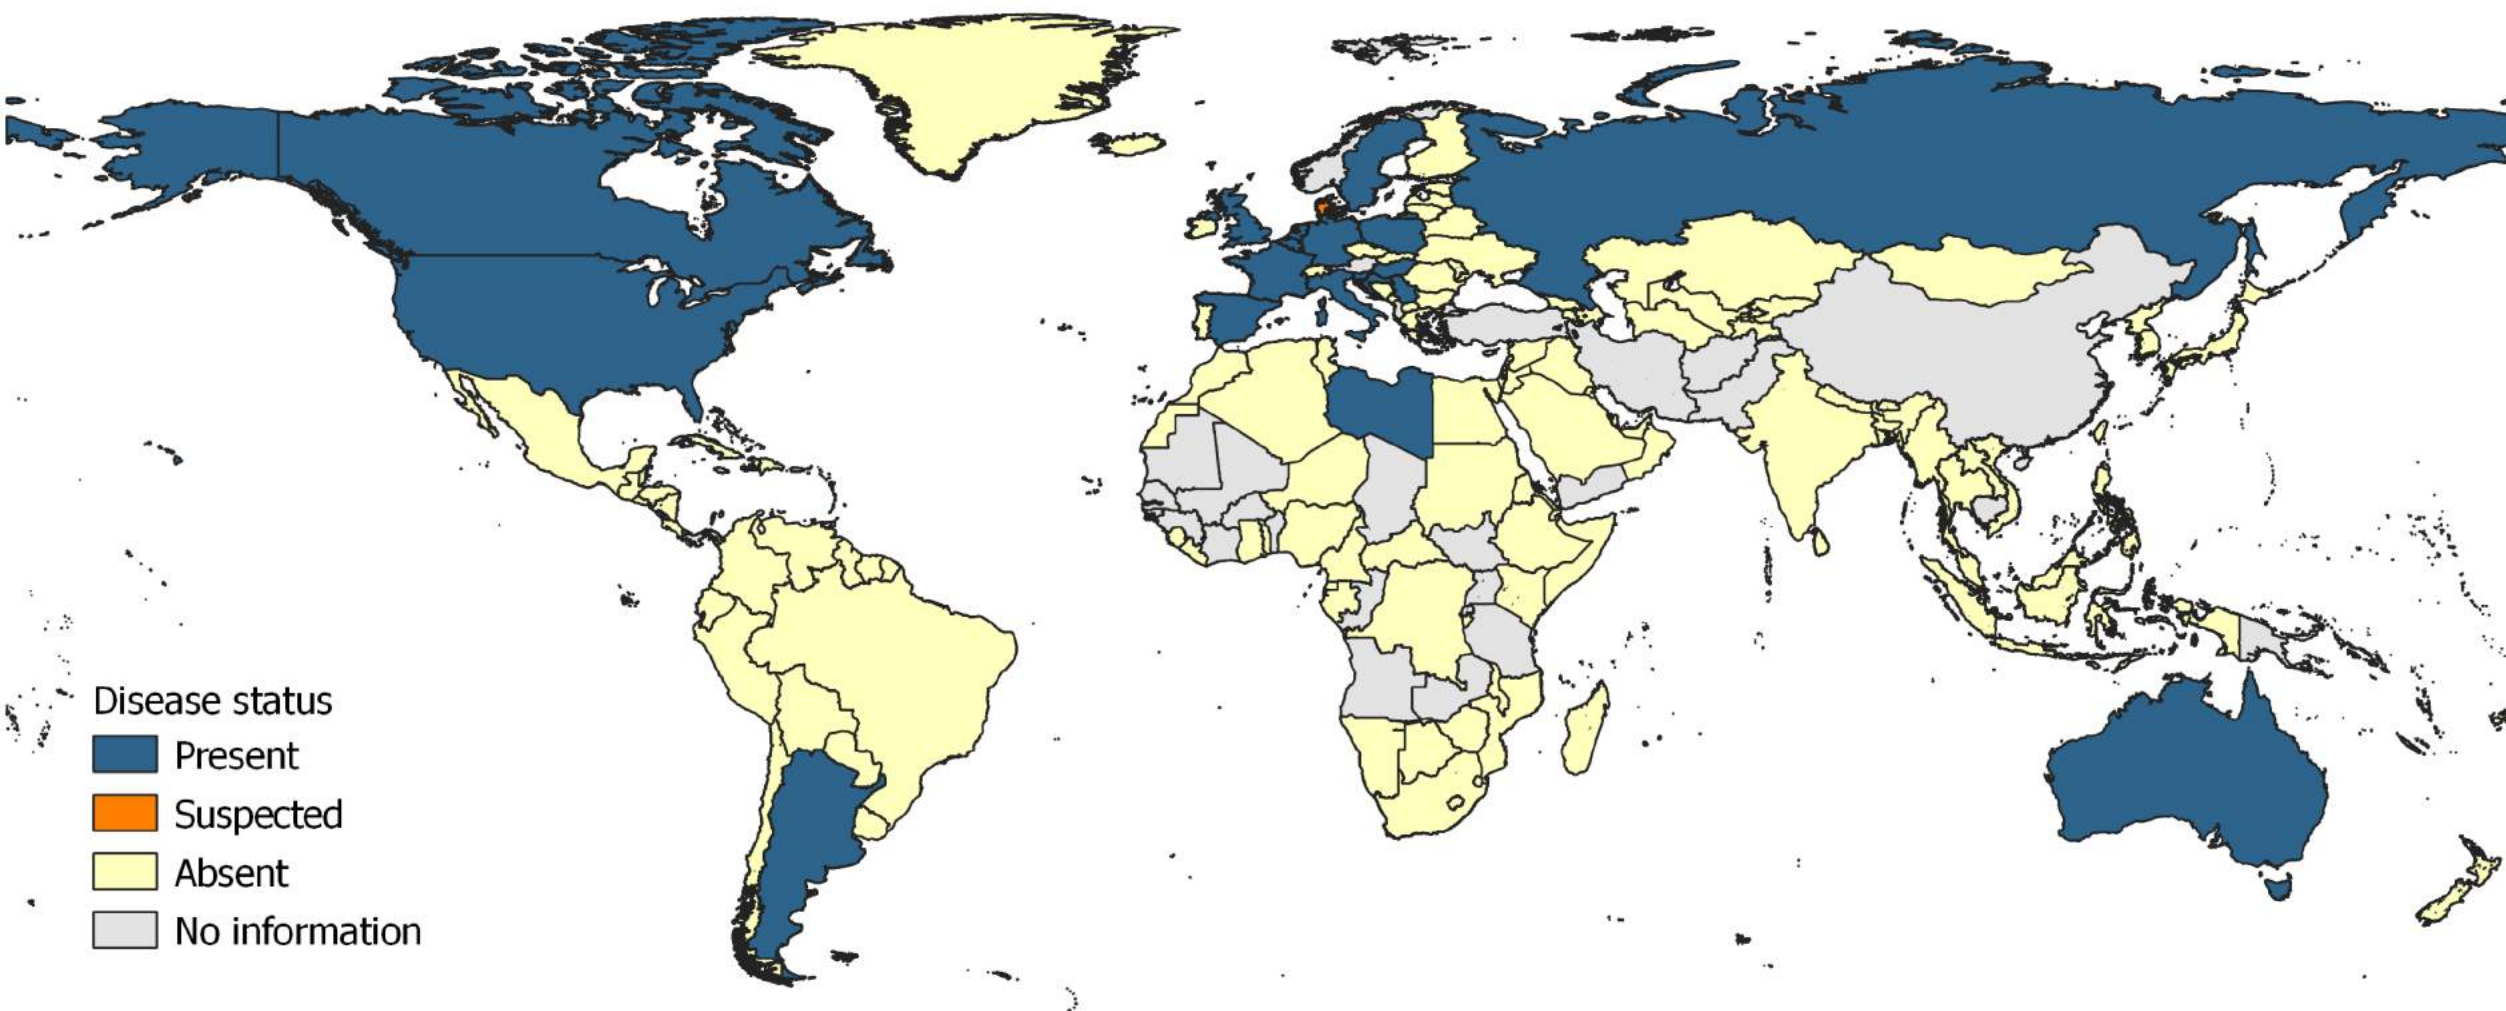 Disease status
Present
Suspected
Absent
No information